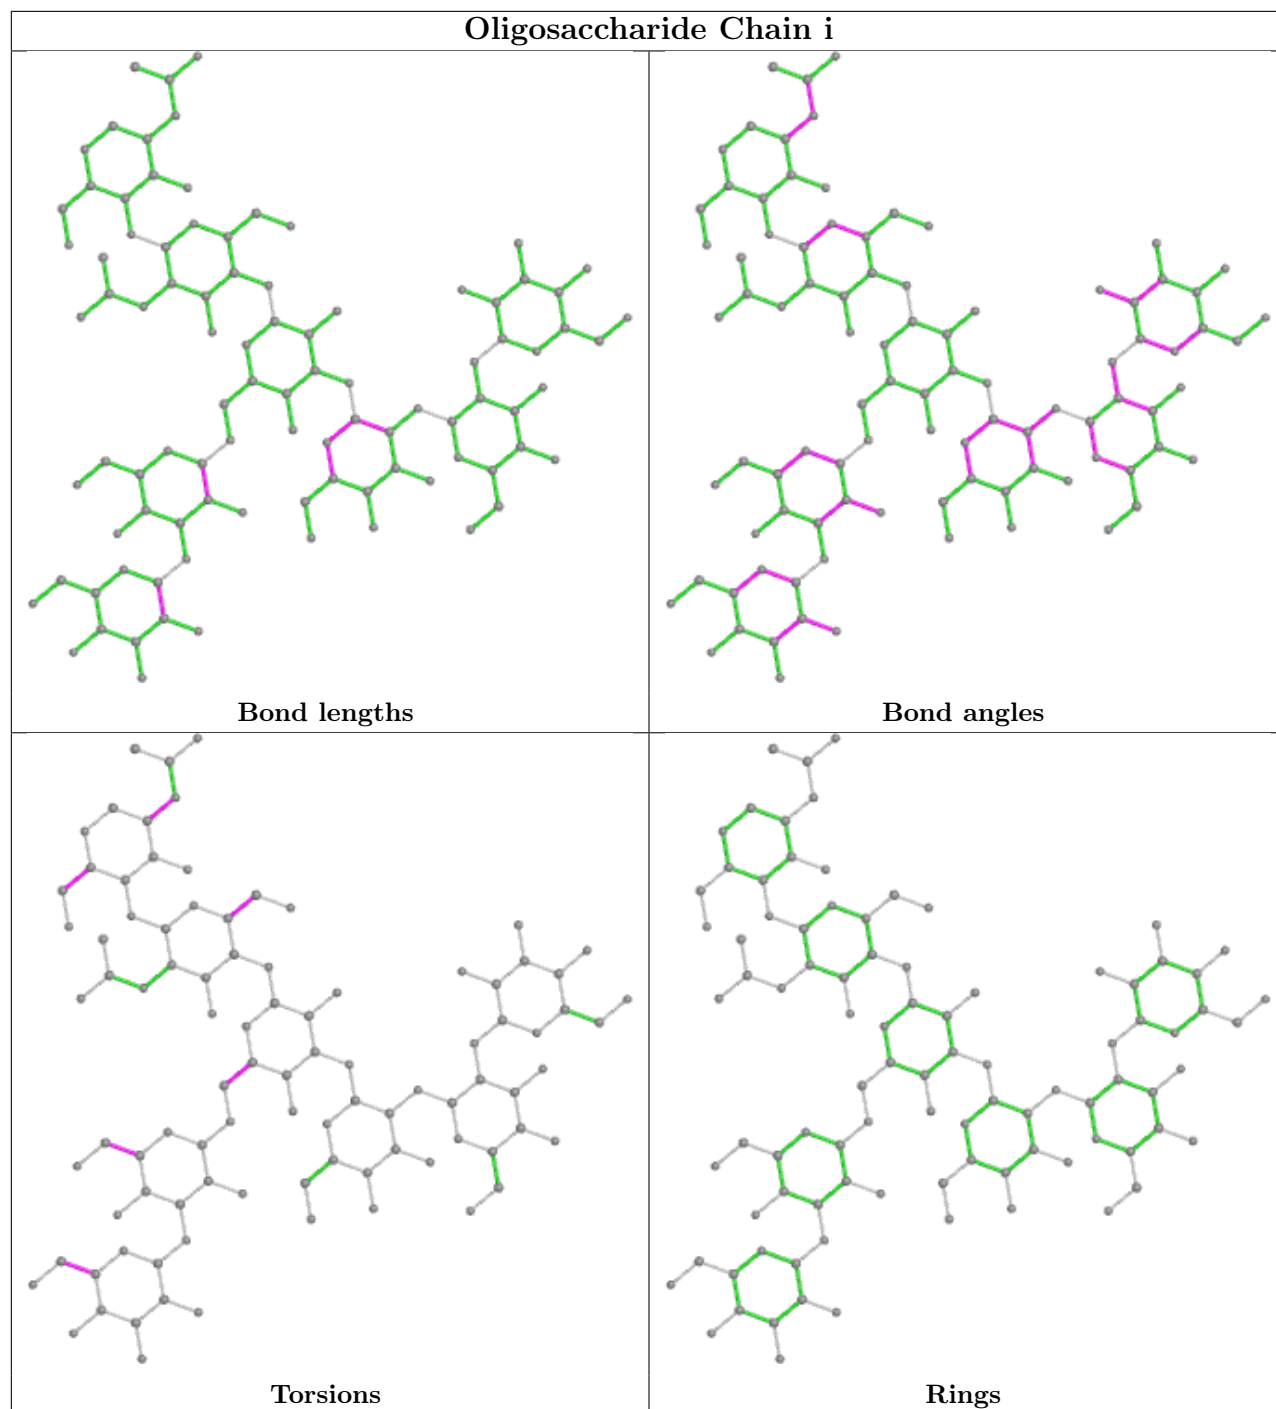 Oligosaccharide Chain i
Bond lengths
Bond angles
Torsions
Rings